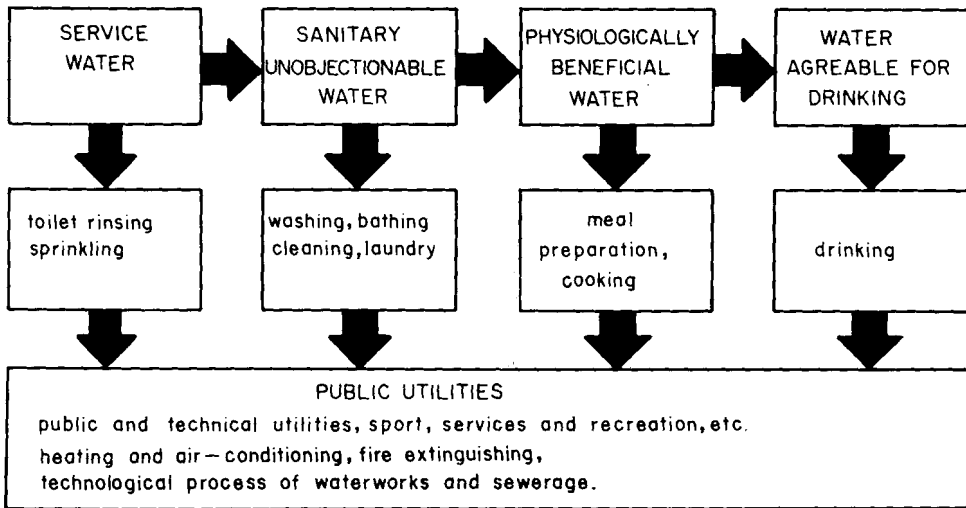 SERVICE
WATER
SANITARY
UNOBJECTIONABLE
WATER
PHYSIOLOGICALLY
BENEFICIAL
WATER
WATER
AGREABLE FOR
DRINKING
toilet rinsing
sprinkling
washing, bathing
cleaning, laundry
meal
preparation,
cooking
drinking
PUBLIC UTILITIES
public and technical utilities, sport, services and recreation, etc.
heating and air-conditioning, fire extinguishing,
technological process of waterworks and sewerage.